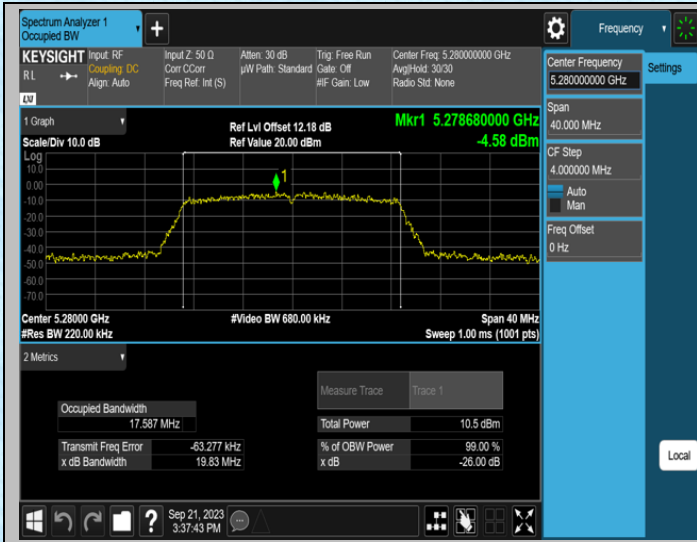 Spectrum Analyzer 1
Occupied BW
Frequency
KEYSIGHT
RL
LXI
Input: RF
Coupling: DC
Align: Auto
Input Z: 50 Ω
Corr CCorr
Freq Ref: Int (S)
Atten: 30 dB
µW Path: Standard
Trig: Free Run
Gate: Off
#IF Gain: Low
Center Freq: 5.280000000 GHz
Avg|Hold: 30/30
Radio Std: None
1 Graph
Scale/Div 10.0 dB
Ref Lvl Offset 12.18 dB
Ref Value 20.00 dBm
Mkr1 5.278680000 GHz
-4.58 dBm
Log
10.0
0.00
-10.0
-20.0
-30.0
-40.0
-50.0
-60.0
-70.0
1
Center 5.28000 GHz
#Res BW 220.00 kHz
#Video BW 680.00 kHz
Span 40 MHz
Sweep 1.00 ms (1001 pts)
2 Metrics
Measure Trace
Trace 1
Occupied Bandwidth
17.587 MHz
Total Power
10.5 dBm
Transmit Freq Error
-63.277 kHz
% of OBW Power
99.00 %
x dB Bandwidth
19.83 MHz
x dB
-26.00 dB
?
Sep 21, 2023
3:37:43 PM
Center Frequency
5.280000000 GHz
Span
40.000 MHz
CF Step
4.000000 MHz
Auto
Man
Freq Offset
0 Hz
Settings
Local